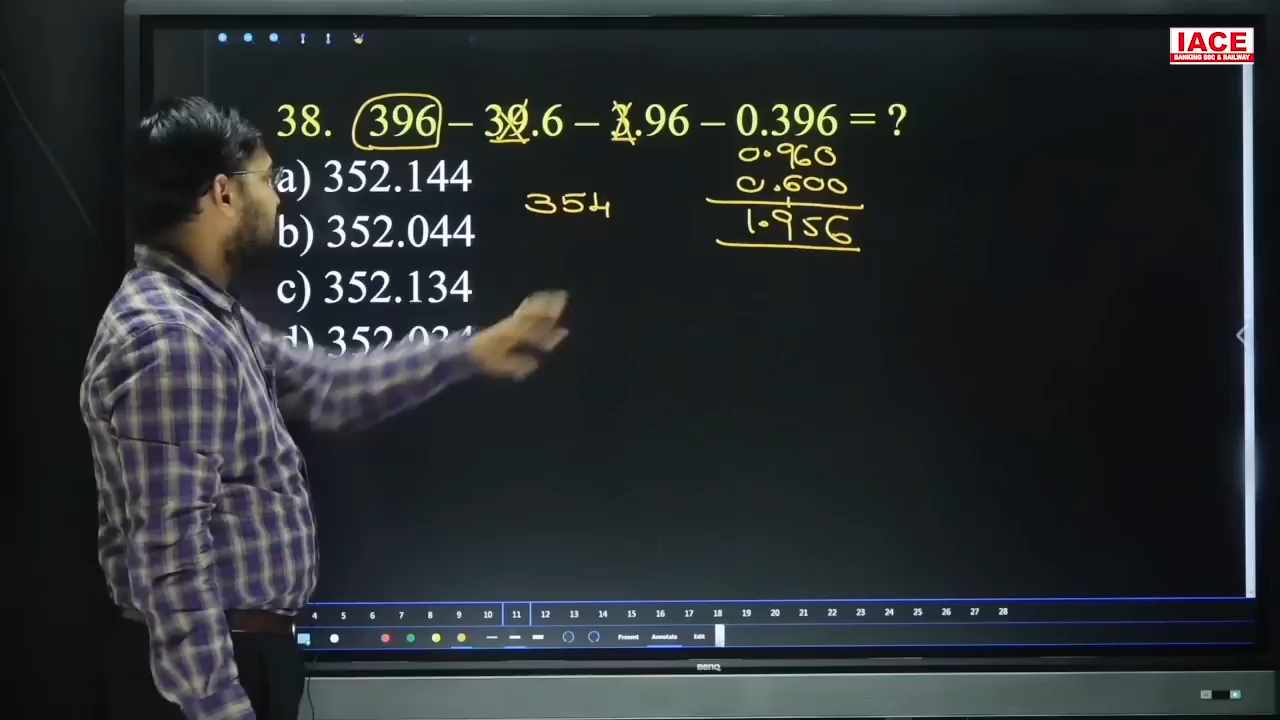 IACE
BANKING SSC & RAILWAY
38. 396 – 39.6 – 3.96 – 0.396 = ?
0.960
0.600
1.956
354
a) 352.144
b) 352.044
c) 352.134
d) 352.034
4 5 6 7 8 9 10 11 12 13 14 15 16 17 18 19 20 21 22 23 24 25 26 27 28
Present Annotate Edit
BenQ